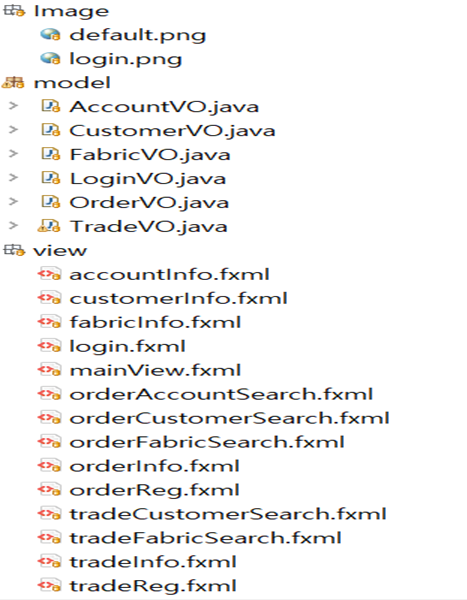 Image
default.png
login.png
model
AccountVO.java
CustomerVO.java
FabricVO.java
LoginVO.java
OrderVO.java
TradeVO.java
view
accountInfo.fxml
customerInfo.fxml
fabricInfo.fxml
login.fxml
mainView.fxml
orderAccountSearch.fxml
orderCustomerSearch.fxml
orderFabricSearch.fxml
orderInfo.fxml
orderReg.fxml
tradeCustomerSearch.fxml
tradeFabricSearch.fxml
tradeInfo.fxml
tradeReg.fxml